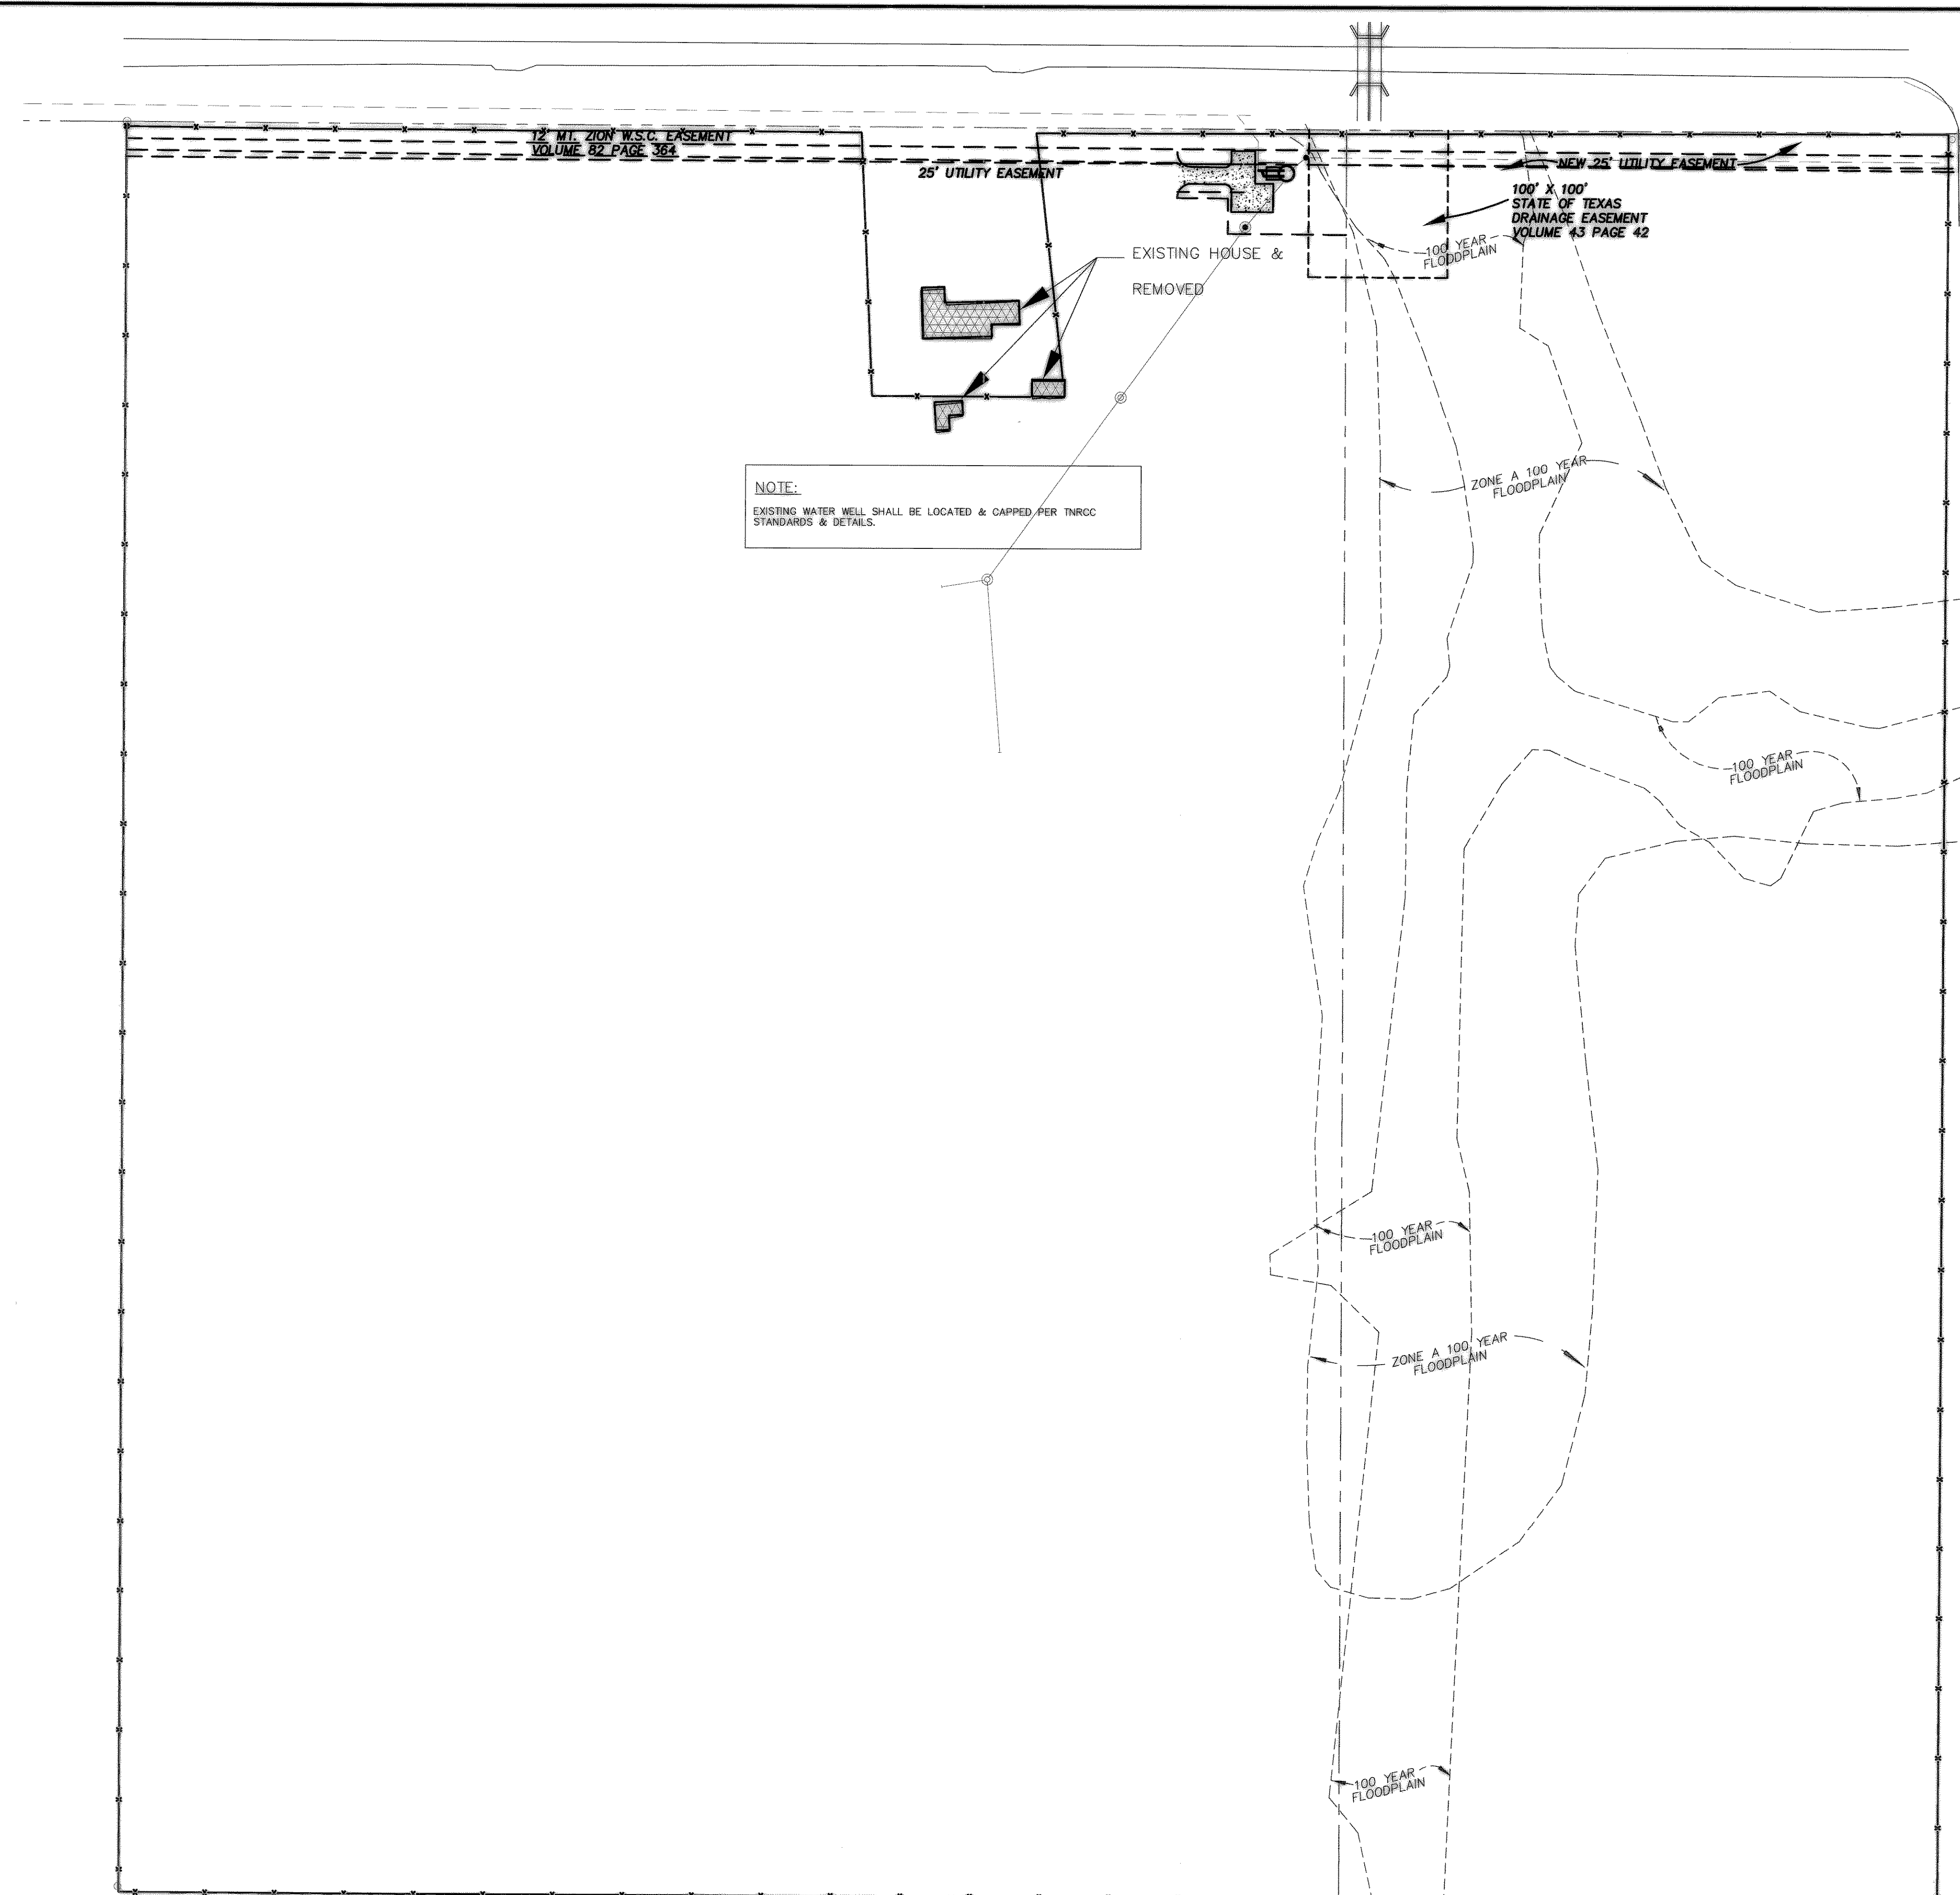 12' MT. ZION W.S.C. EASEMENT
VOLUME 82 PAGE 364
25' UTILITY EASEMENT
NEW 25' UTILITY EASEMENT
100' X 100'
STATE OF TEXAS
DRAINAGE EASEMENT
VOLUME 43 PAGE 42
100 YEAR
FLOODPLAIN
EXISTING HOUSE &
REMOVED
ZONE A 100 YEAR
FLOODPLAIN
NOTE:
EXISTING WATER WELL SHALL BE LOCATED & CAPPED PER TNRCC
STANDARDS & DETAILS.
100 YEAR
FLOODPLAIN
100 YEAR
FLOODPLAIN
ZONE A 100 YEAR
FLOODPLAIN
100 YEAR
FLOODPLAIN